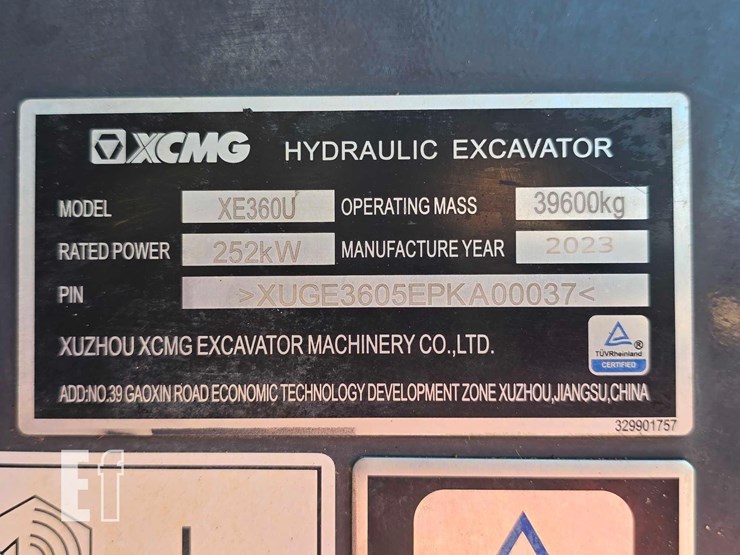 XCMG HYDRAULIC EXCAVATOR
MODEL XE360U OPERATING MASS 39600kg
RATED POWER 252kW MANUFACTURE YEAR 2023
PIN >XUGE3605EPKA00037<
XUZHOU XCMG EXCAVATOR MACHINERY CO.,LTD.
TÜVRheinland ®
CERTIFIED
ADD:NO.39 GAOXIN ROAD ECONOMIC TECHNOLOGY DEVELOPMENT ZONE XUZHOU,JIANGSU,CHINA
329901757
Ef